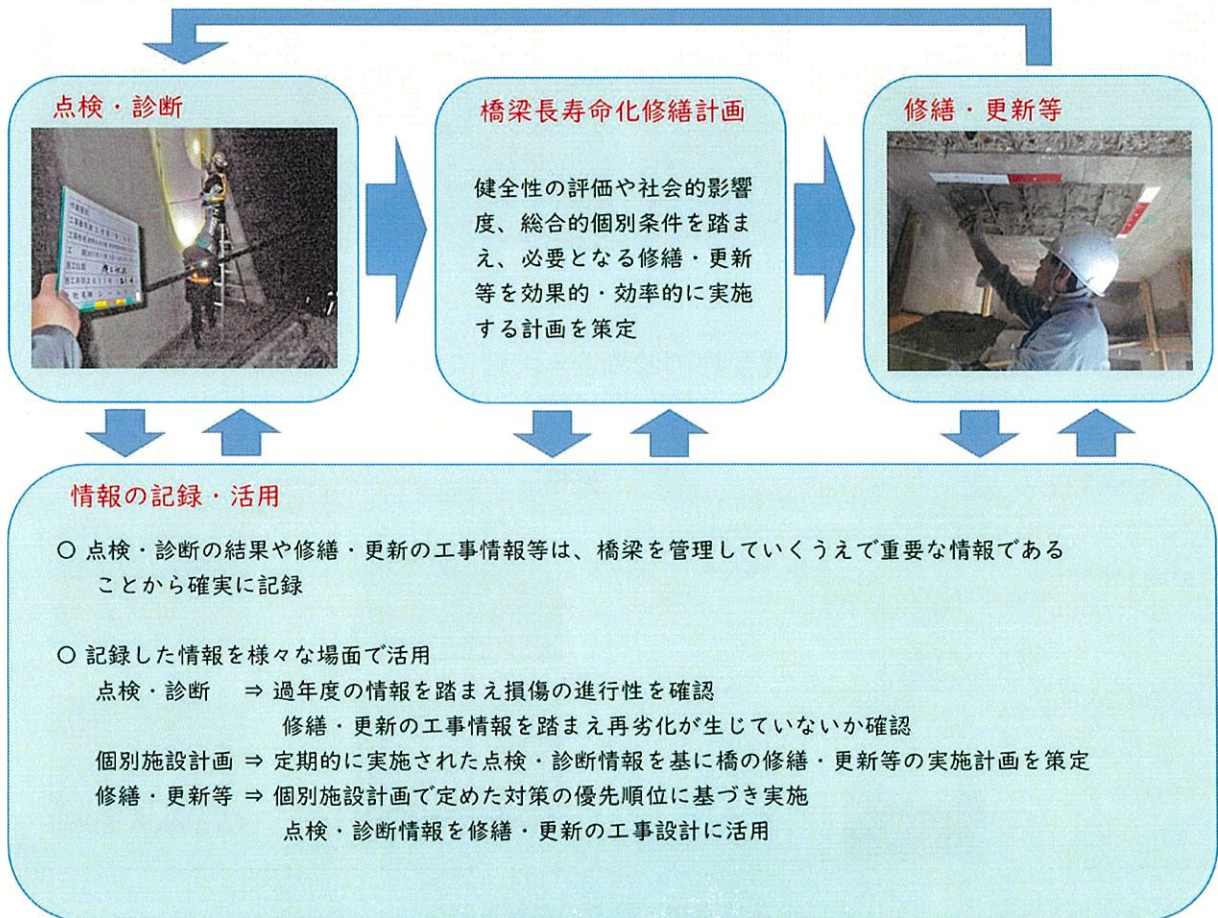 点検・診断
橋梁長寿命化修繕計画
健全性の評価や社会的影響
度、総合的個別条件を踏ま
え、必要となる修繕・更新
等を効果的・効率的に実施
する計画を策定
修繕・更新等
情報の記録・活用
〇 点検・診断の結果や修繕・更新の工事情報等は、橋梁を管理していくうえで重要な情報である
ことから確実に記録
〇 記録した情報を様々な場面で活用
点検・診断 ⇒ 過年度の情報を踏まえ損傷の進行性を確認
修繕・更新の工事情報を踏まえ再劣化が生じていないか確認
個別施設計画 ⇒ 定期的に実施された点検・診断情報を基に橋の修繕・更新等の実施計画を策定
修繕・更新等 ⇒ 個別施設計画で定めた対策の優先順位に基づき実施
点検・診断情報を修繕・更新の工事設計に活用